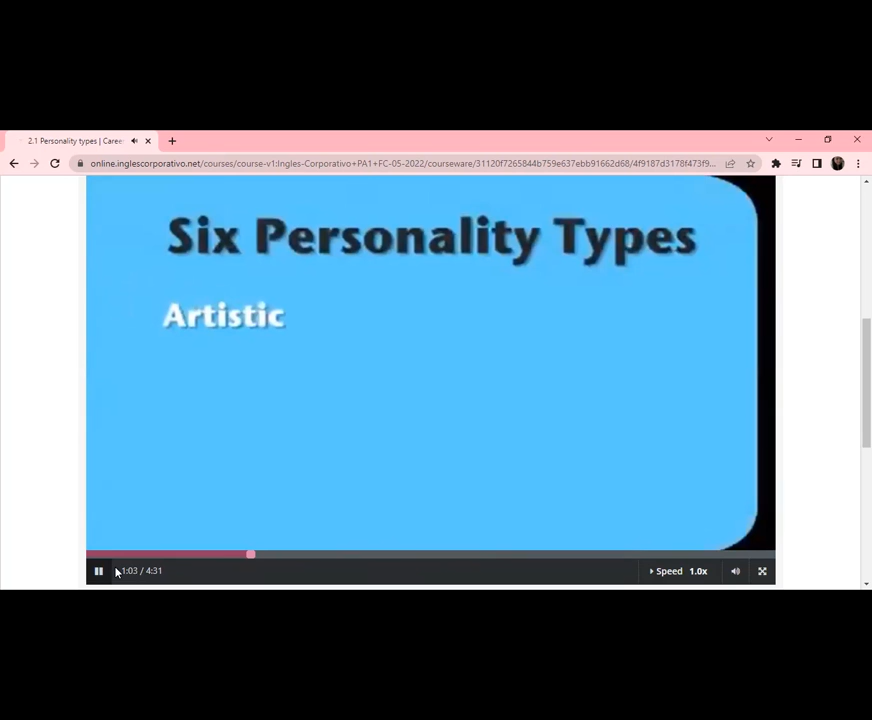 2.1 Personality types | Caree
online.inglescorporativo.net/courses/course-v1:Ingles-Corporativo+PA1+FC-05-2022/courseware/31120f7265844b759e637ebb91662d68/4f9187d3178f473f9...
Six Personality Types
Artistic
1:03 / 4:31
Speed 1.0x